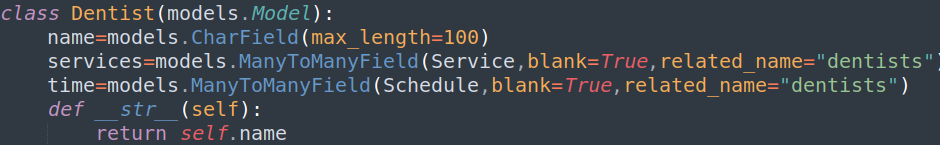 class Dentist(models.Model):
    name=models.CharField(max_length=100)
    services=models.ManyToManyField(Service,blank=True,related_name="dentists")
    time=models.ManyToManyField(Schedule,blank=True,related_name="dentists")
    def __str__(self):
        return self.name